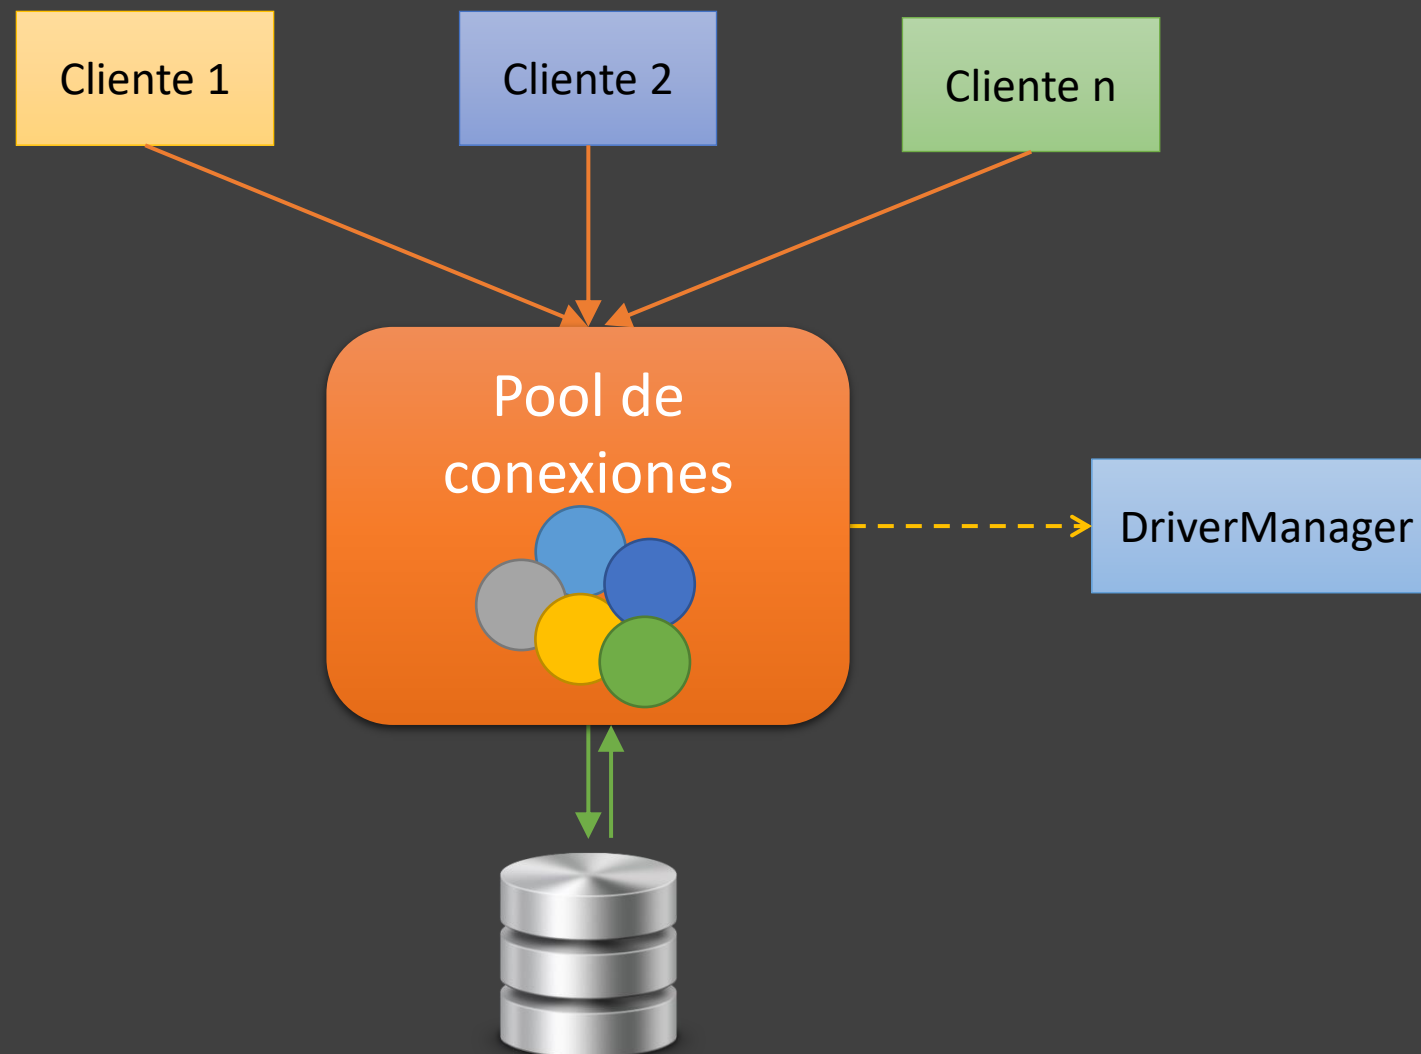 Cliente 1
Cliente 2
Cliente n
Pool de
conexiones
DriverManager